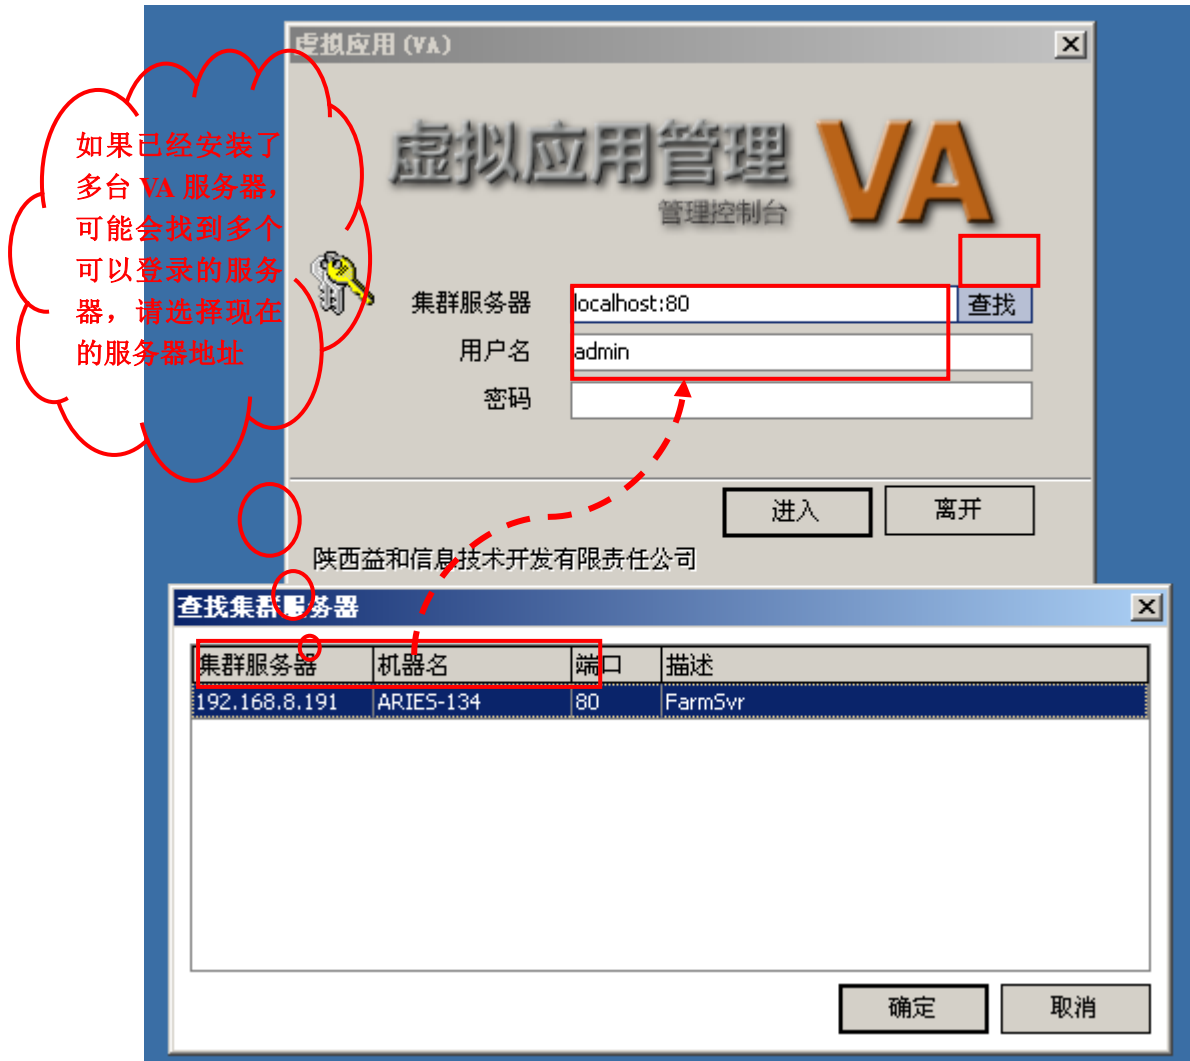 虚拟应用 (VA)
如果已经安装了
多台 VA 服务器，
可能会找到多个
可以登录的服务
器，请选择现在
的服务器地址
虚拟应用管理 VA
管理控制台
集群服务器 localhost:80 查找
用户名 admin
密码
进入 离开
陕西益和信息技术开发有限责任公司
查找集群服务器
集群服务器 机器名 端口 描述
192.168.8.191 ARIES-134 80 FarmSvr
确定 取消